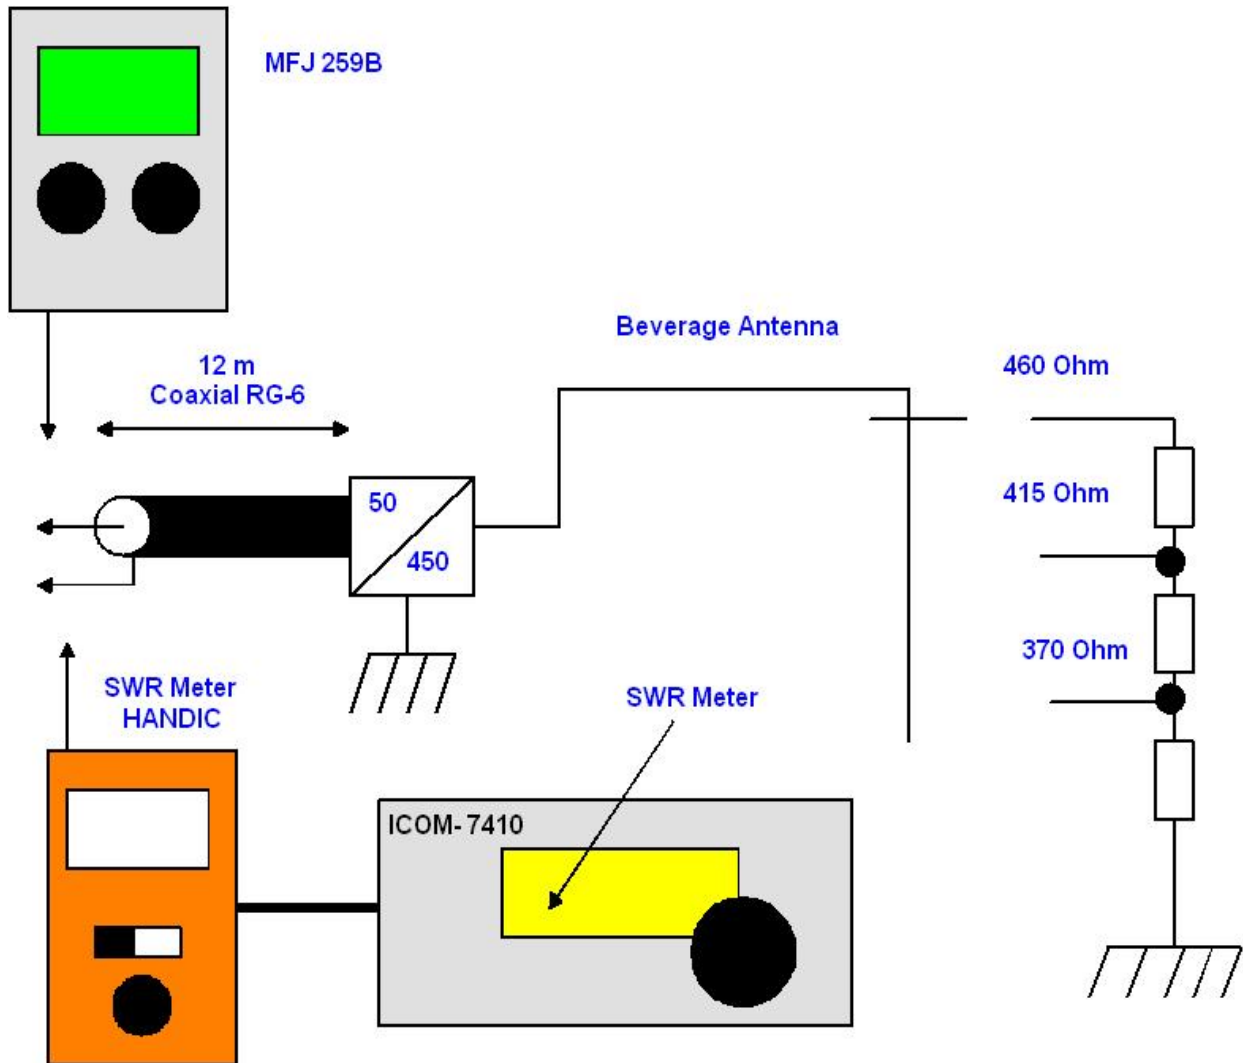 MFJ 259B
Beverage Antenna
12 m
Coaxial RG-6
460 Ohm
50
415 Ohm
450
370 Ohm
SWR Meter
HANDIC
SWR Meter
ICOM- 7410